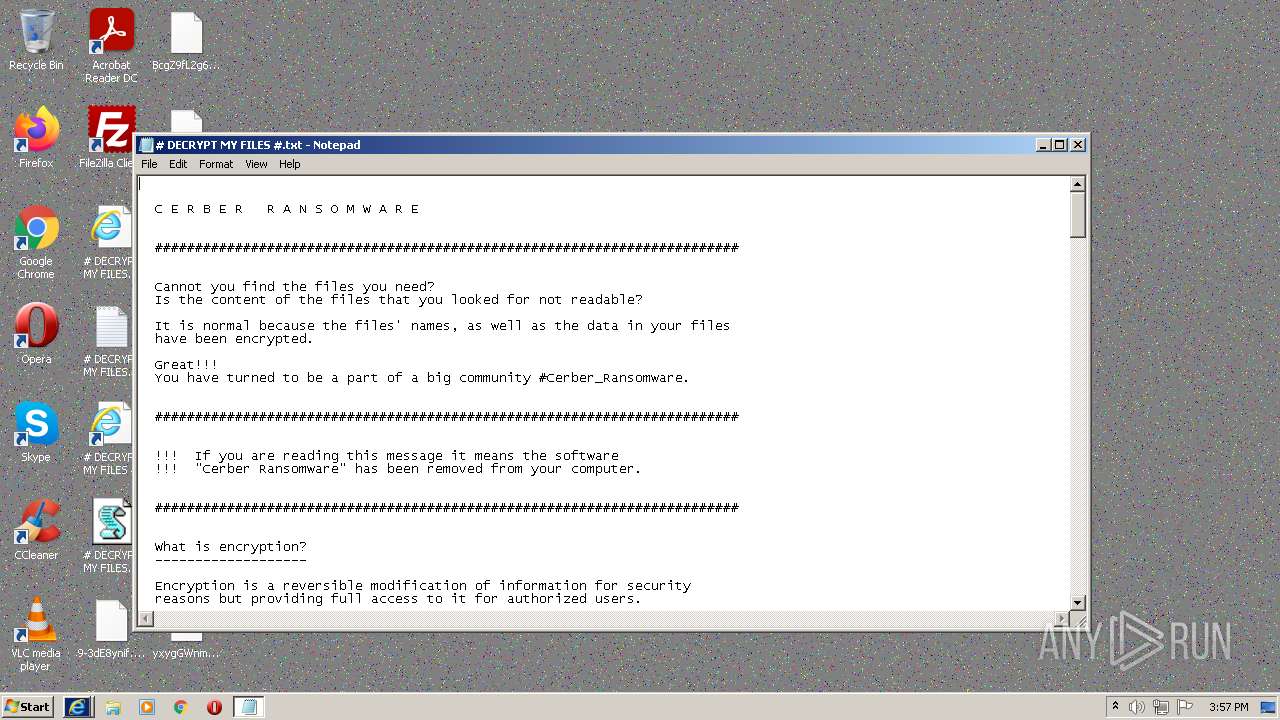 Recycle Bin
Acrobat
Reader DC
BcgZ9fL2g6...
Firefox
FileZilla Clie
Google
Chrome
# DECRYP
MY FILES.
Opera
# DECRYP
MY FILES.
Skype
# DECRYP
MY FILES.
CCleaner
# DECRYP
MY FILES.
VLC media
player
9-3dE8ynif....
yxygGWnm...
# DECRYPT MY FILES #.txt - Notepad
File Edit Format View Help
C E R B E R   R A N S O M W A R E
#########################################################################
Cannot you find the files you need?
Is the content of the files that you looked for not readable?
It is normal because the files' names, as well as the data in your files
have been encrypted.
Great!!!
You have turned to be a part of a big community #Cerber_Ransomware.
#########################################################################
!!!  If you are reading this message it means the software
!!!  "Cerber Ransomware" has been removed from your computer.
#########################################################################
What is encryption?
-------------------
Encryption is a reversible modification of information for security
reasons but providing full access to it for authorized users.
ANY RUN
Start
3:57 PM